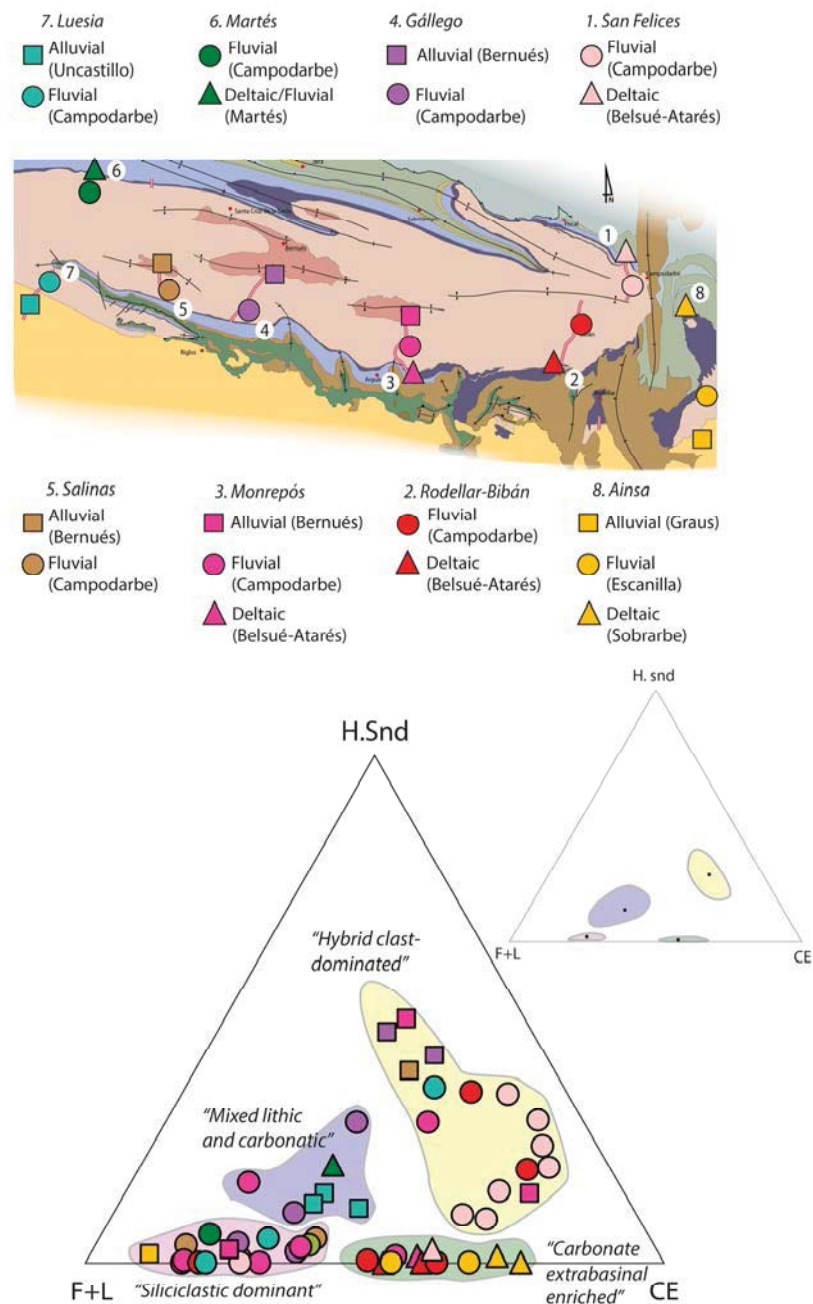 7. Luesia
Alluvial
(Uncastillo)
Fluvial
(Campodarbe)
6. Martés
Fluvial
(Campodarbe)
Deltaic/Fluvial
(Martés)
4. Gállego
Alluvial (Bernués)
Fluvial
(Campodarbe)
1. San Felices
Fluvial
(Campodarbe)
Deltaic
(Belsué-Atarés)
6
N
1
Bernués
Campodarbe
7
8
5
4
Riglos
3
2
5. Salinas
Alluvial
(Bernués)
Fluvial
(Campodarbe)
3. Monrepós
Alluvial (Bernués)
Fluvial
(Campodarbe)
Deltaic
(Belsué-Atarés)
2. Rodellar-Bibán
Fluvial
(Campodarbe)
Deltaic
(Belsué-Atarés)
8. Ainsa
Alluvial (Graus)
Fluvial
(Escanilla)
Deltaic
(Sobrarbe)
H. snd
F+L
CE
H.Snd
"Hybrid clast-
dominated"
"Mixed lithic
and carbonatic"
F+L
"Siliciclastic dominant"
"Carbonate
extrabasinal
enriched"
CE